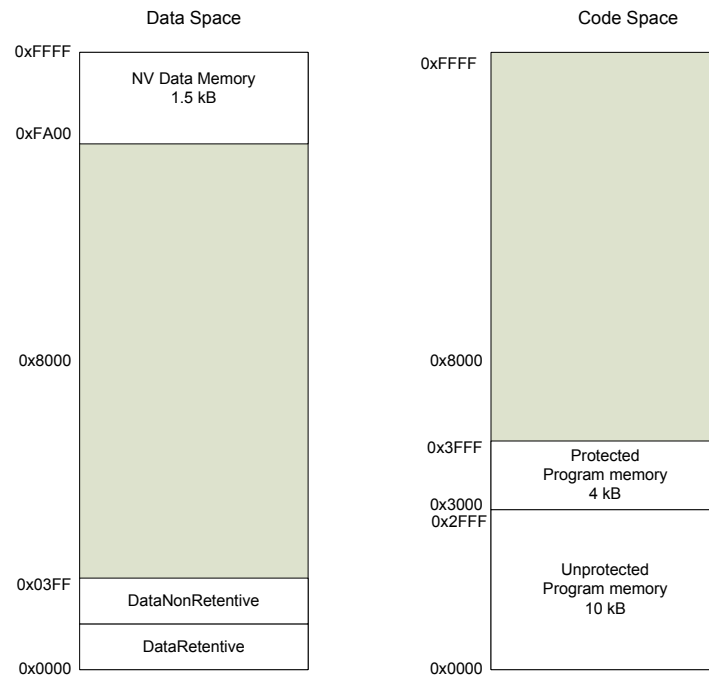 Data Space
0xFFFF
NV Data Memory
1.5 kB
0xFA00
0x8000
0x03FF
DataNonRetentive
DataRetentive
0x0000
Code Space
0xFFFF
0x8000
0x3FFF
Protected
Program memory
4 kB
0x3000
0x2FFF
Unprotected
Program memory
10 kB
0x0000